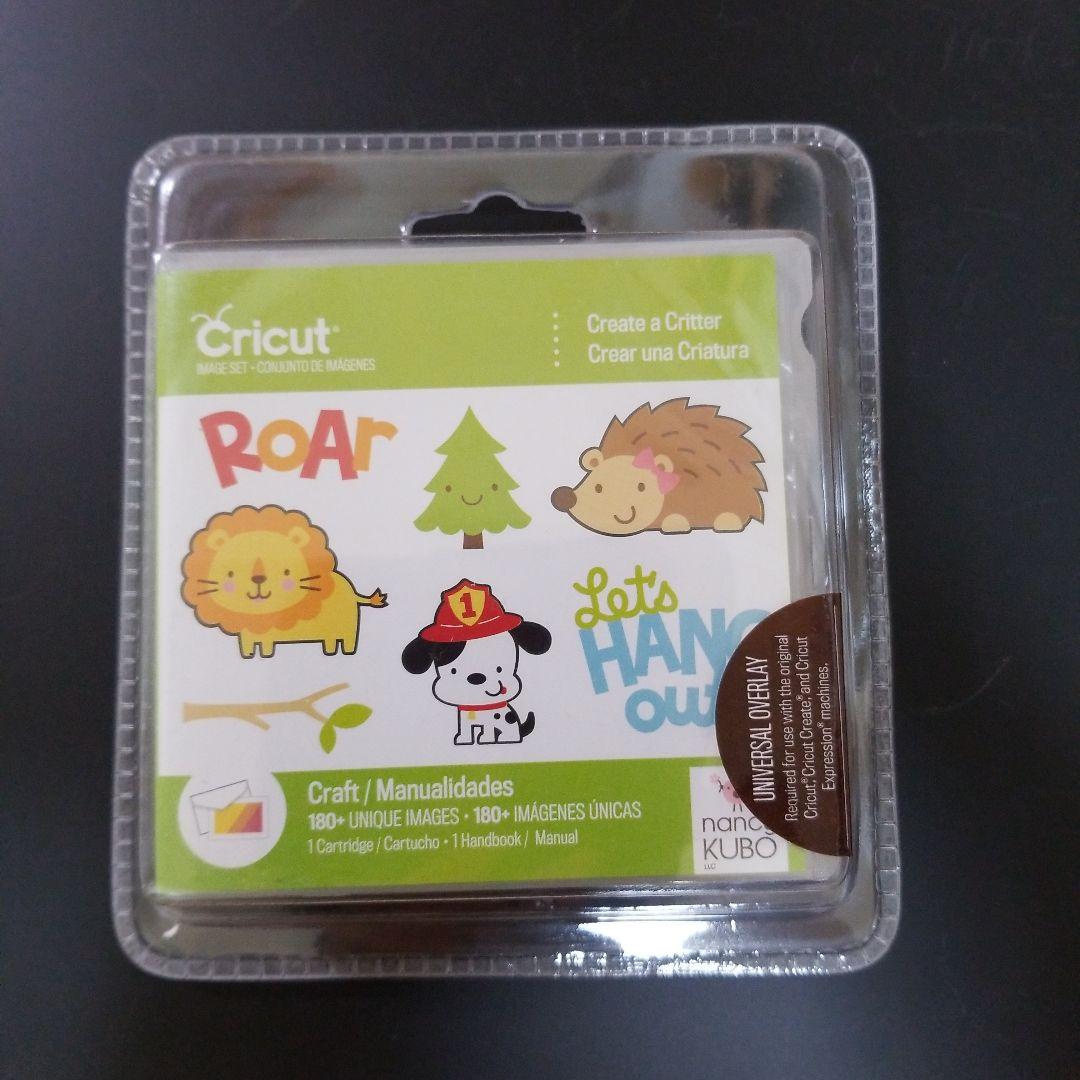 Cricut®
IMAGE SET • CONJUNTO DE IMÁGENES
Create a Critter
Crear una Criatura
ROAr
1
Let's
HANG
out
UNIVERSAL OVERLAY
Required for use with the original
Cricut®, Cricut Create®, and Cricut
Expression® machines.
Craft / Manualidades
180+ UNIQUE IMAGES • 180+ IMÁGENES ÚNICAS
1 Cartridge / Cartucho • 1 Handbook / Manual
nancy
KUBO
LLC